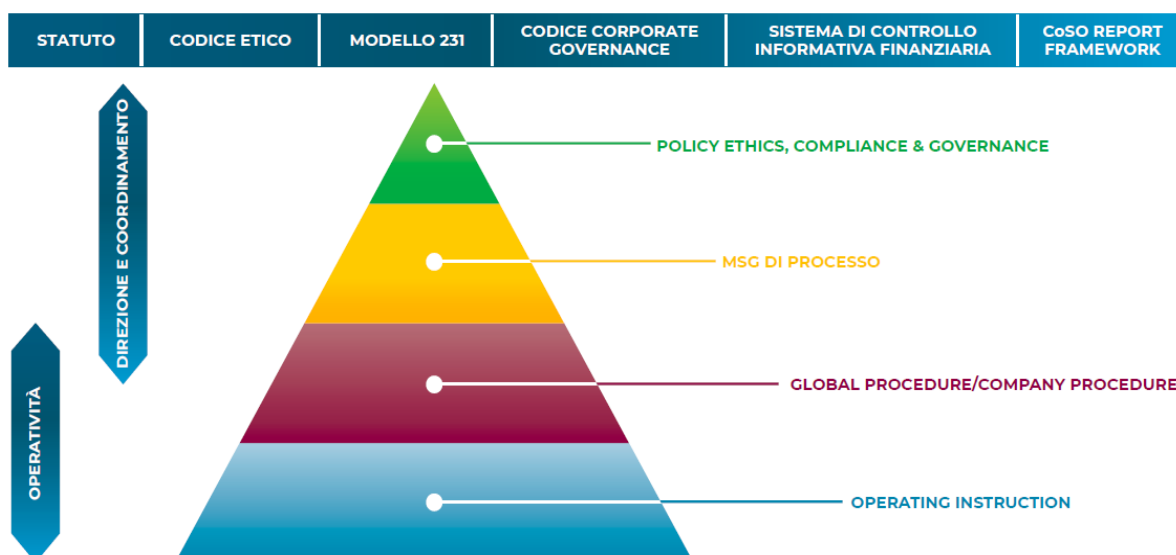 STATUTO
CODICE ETICO
MODELLO 231
CODICE CORPORATE
GOVERNANCE
SISTEMA DI CONTROLLO
INFORMATIVA FINANZIARIA
CoSO REPORT
FRAMEWORK
DIREZIONE E COORDINAMENTO
POLICY ETHICS, COMPLIANCE & GOVERNANCE
MSG DI PROCESSO
OPERATIVITÀ
GLOBAL PROCEDURE/COMPANY PROCEDURE
OPERATING INSTRUCTION